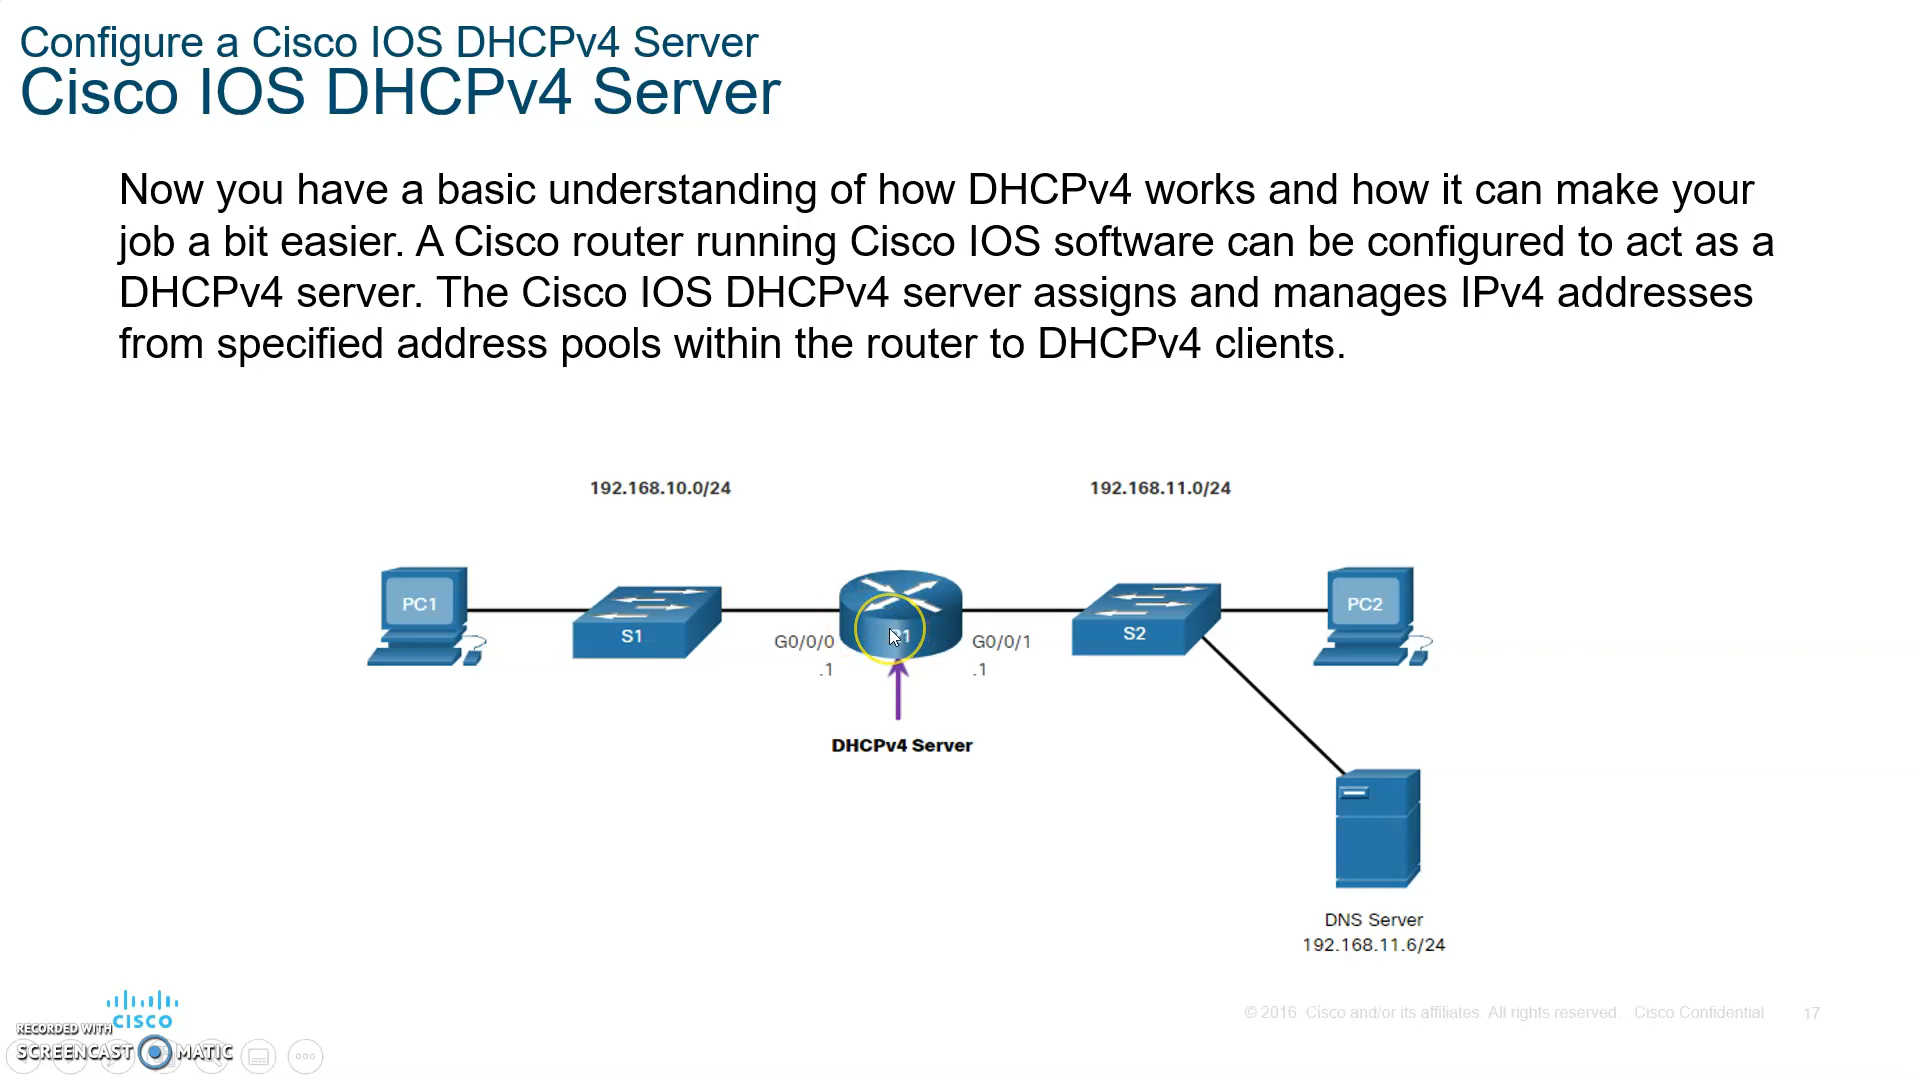 Configure a Cisco IOS DHCPv4 Server
Cisco IOS DHCPv4 Server
Now you have a basic understanding of how DHCPv4 works and how it can make your
job a bit easier. A Cisco router running Cisco IOS software can be configured to act as a
DHCPv4 server. The Cisco IOS DHCPv4 server assigns and manages IPv4 addresses
from specified address pools within the router to DHCPv4 clients.
192.168.10.0/24
192.168.11.0/24
PC1
S1
G0/0/0
.1
G0/0/1
.1
S2
PC2
DHCPv4 Server
DNS Server
192.168.11.6/24
CISCO
RECORDED WITH
SCREENCAST MATIC
© 2016 Cisco and/or its affiliates. All rights reserved. Cisco Confidential
17